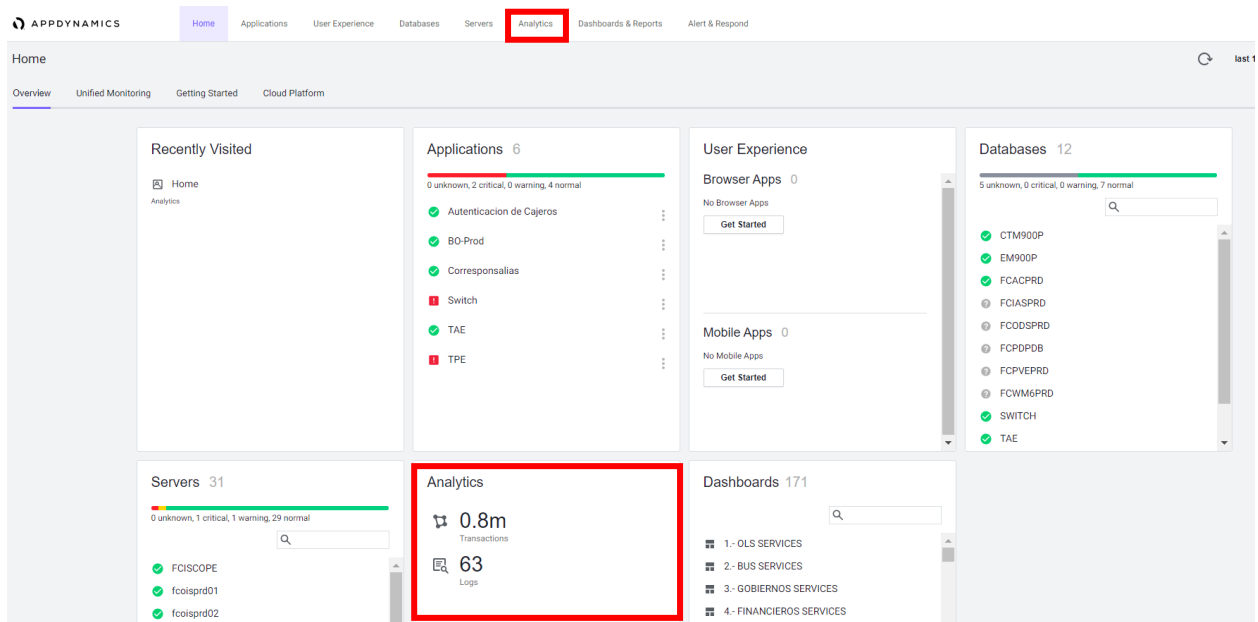 APPDYNAMICS Home Applications User Experience Databases Servers Analytics Dashboards & Reports Alert & Respond
Home
last 1
Overview Unified Monitoring Getting Started Cloud Platform
Recently Visited
Home
Analytics
Applications 6
0 unknown, 2 critical, 0 warning, 4 normal
Autenticacion de Cajeros
BO-Prod
Corresponsalias
Switch
TAE
TPE
User Experience
Browser Apps 0
No Browser Apps
Get Started
Mobile Apps 0
No Mobile Apps
Get Started
Databases 12
5 unknown, 0 critical, 0 warning, 7 normal
CTM900P
EM900P
FCACPRD
FCIASPRD
FCODSPRD
FCPDPDB
FCPVEPRD
FCWM6PRD
SWITCH
TAE
Servers 31
0 unknown, 1 critical, 1 warning, 29 normal
FCISCOPE
fcoisprd01
fcoisprd02
Analytics
0.8m
Transactions
63
Logs
Dashboards 171
1.- OLS SERVICES
2.- BUS SERVICES
3.- GOBIERNOS SERVICES
4.- FINANCIEROS SERVICES